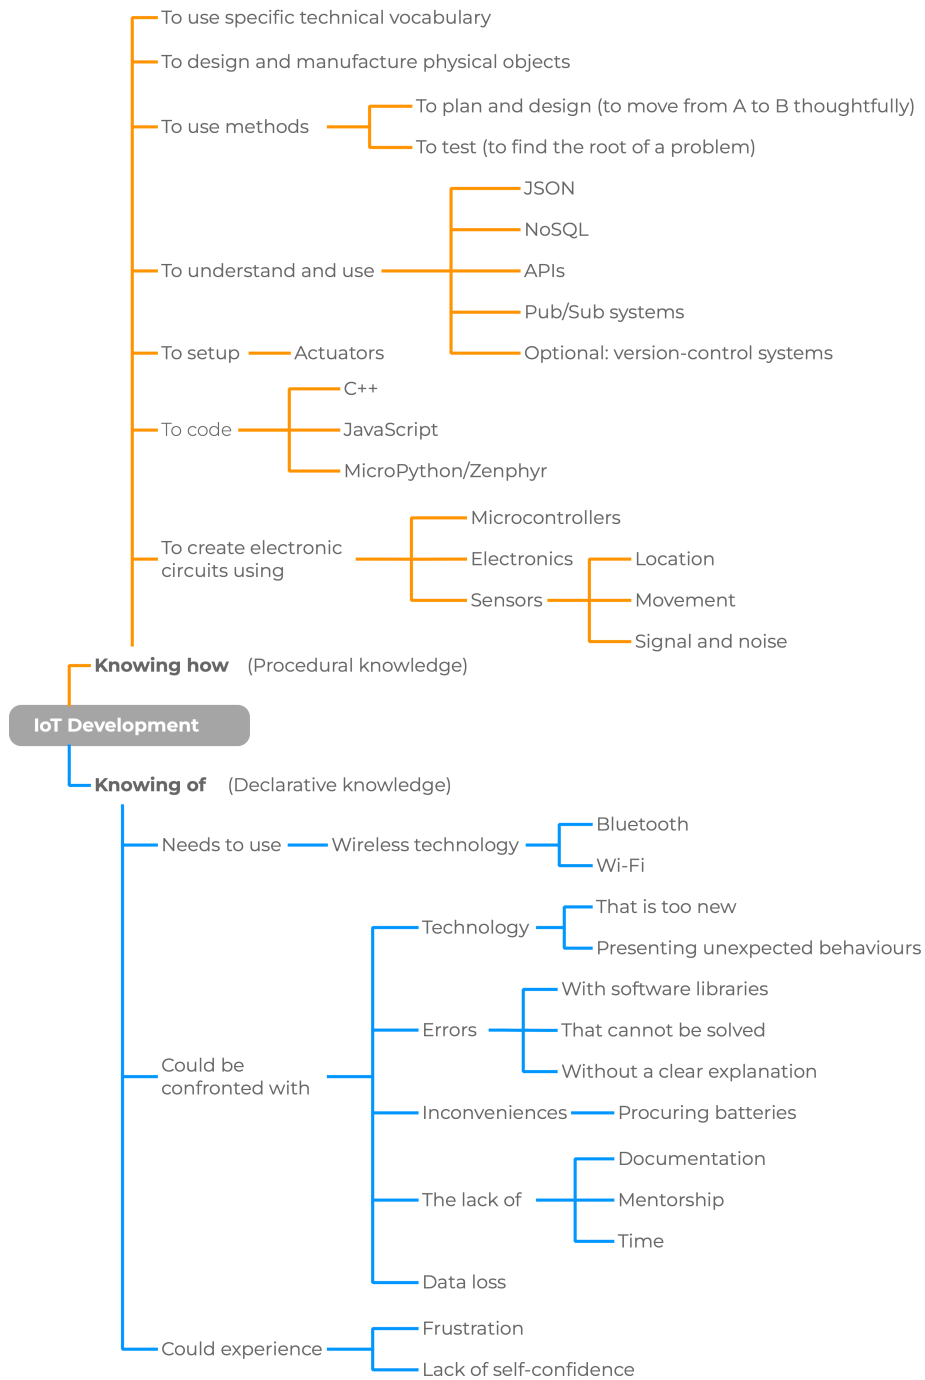 To use specific technical vocabulary
To design and manufacture physical objects
To use methods
To plan and design (to move from A to B thoughtfully)
To test (to find the root of a problem)
To understand and use
JSON
NoSQL
APIs
Pub/Sub systems
Optional: version-control systems
To setup
Actuators
To code
C++
JavaScript
MicroPython/Zenphyr
To create electronic
circuits using
Microcontrollers
Electronics
Sensors
Location
Movement
Signal and noise
Knowing how (Procedural knowledge)
IoT Development
Knowing of (Declarative knowledge)
Needs to use
Wireless technology
Bluetooth
Wi-Fi
Could be
confronted with
Technology
That is too new
Presenting unexpected behaviours
Errors
With software libraries
That cannot be solved
Without a clear explanation
Inconveniences
Procuring batteries
The lack of
Documentation
Mentorship
Time
Data loss
Could experience
Frustration
Lack of self-confidence